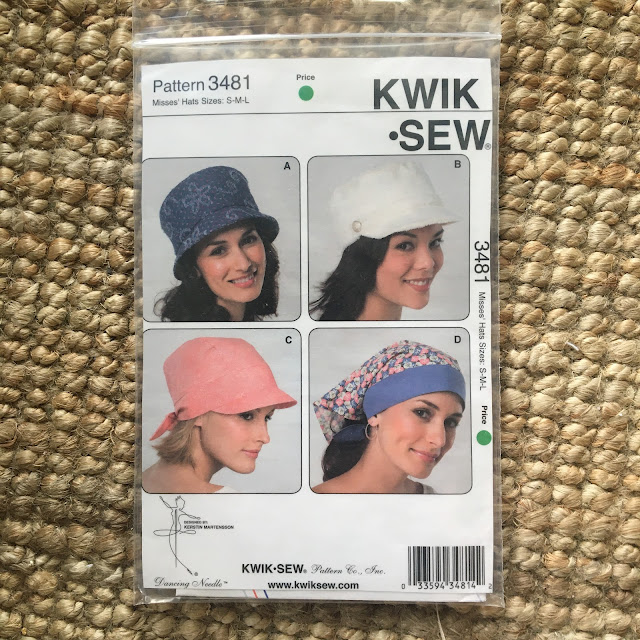 Pattern 3481
Misses' Hats Sizes: S-M-L
Price
KWIK
•SEW®
A
B
C
D
3481 Misses' Hats Sizes: S-M-L
Price
DESIGNED BY:
KERSTIN MARTENSSON
®
Dancing Needle™
KWIK•SEW® Pattern Co., Inc.
www.kwiksew.com
0 33594 34814 2